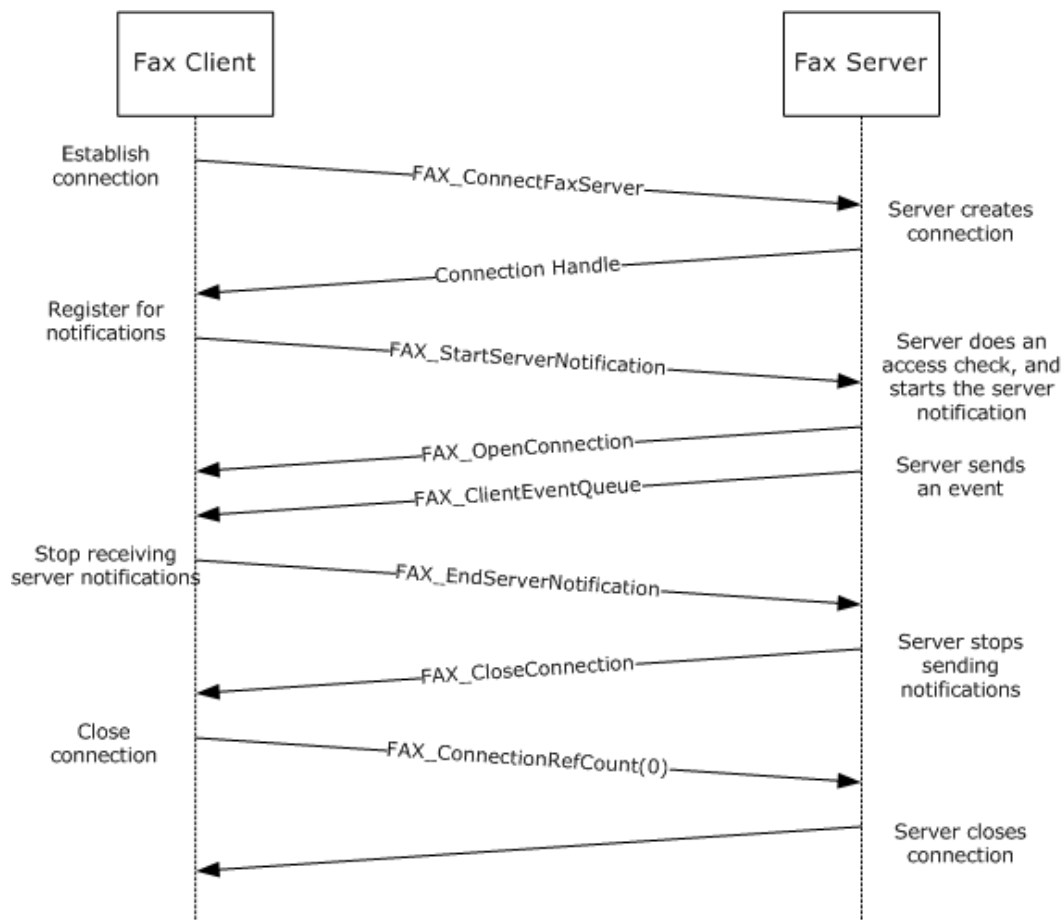 Fax Client
Fax Server
Establish
connection
FAX_ConnectFaxServer
Server creates
connection
Connection Handle
Register for
notifications
FAX_StartServerNotification
Server does an
access check, and
starts the server
notification
FAX_OpenConnection
Server sends
an event
FAX_ClientEventQueue
Stop receiving
server notifications
FAX_EndServerNotification
Server stops
sending
notifications
FAX_CloseConnection
Close
connection
FAX_ConnectionRefCount(0)
Server closes
connection